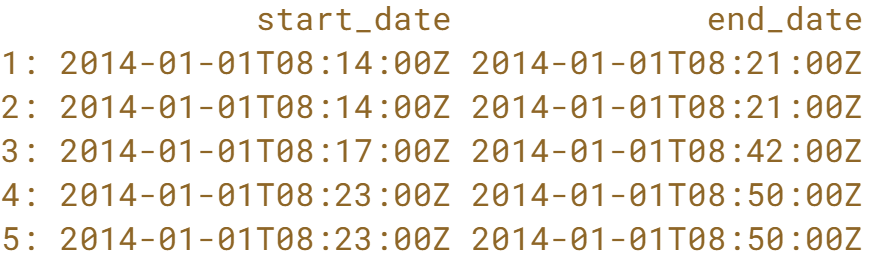 start_date end_date
1: 2014-01-01T08:14:00Z 2014-01-01T08:21:00Z
2: 2014-01-01T08:14:00Z 2014-01-01T08:21:00Z
3: 2014-01-01T08:17:00Z 2014-01-01T08:42:00Z
4: 2014-01-01T08:23:00Z 2014-01-01T08:50:00Z
5: 2014-01-01T08:23:00Z 2014-01-01T08:50:00Z